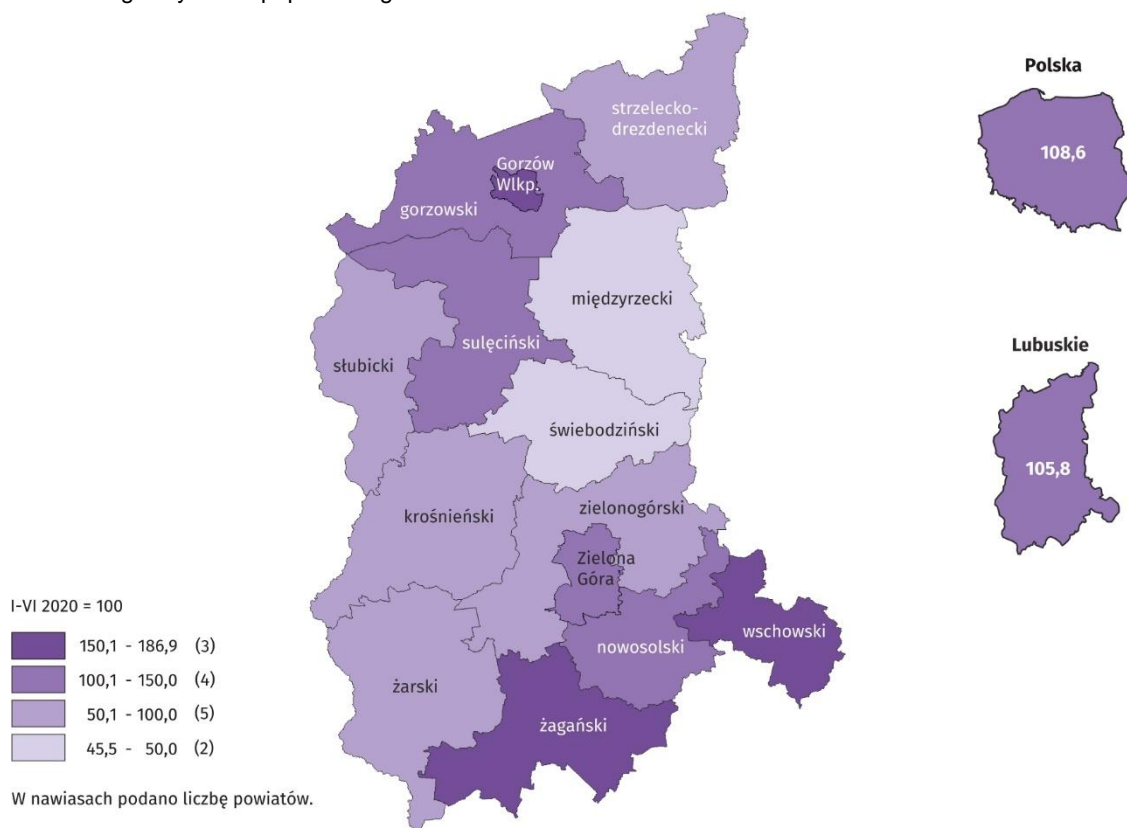 strzelecko-
drezdenecki
Gorzów
Wlkp.
gorzowski
międzyrzecki
sulęciński
słubicki
świebodziński
krośnieński
zielonogórski
Zielona
Góra
wschowski
nowosolski
żarski
żagański
Polska
108,6
Lubuskie
105,8
I-VI 2020 = 100
150,1 - 186,9 (3)
100,1 - 150,0 (4)
50,1 - 100,0 (5)
45,5 - 50,0 (2)
W nawiasach podano liczbę powiatów.